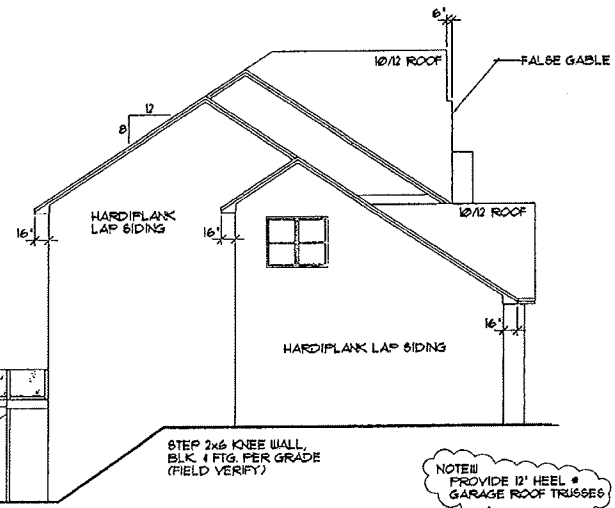 6"
10/12 ROOF
FALSE GABLE
12
8
HARDIPLANK
LAP SIDING
16"
16"
10/12 ROOF
16"
HARDIPLANK LAP SIDING
STEP 2x6 KNEE WALL,
BLK. & FTG. PER GRADE
(FIELD VERIFY)
NOTE!!!
PROVIDE 12" HEEL @
GARAGE ROOF TRUSSES